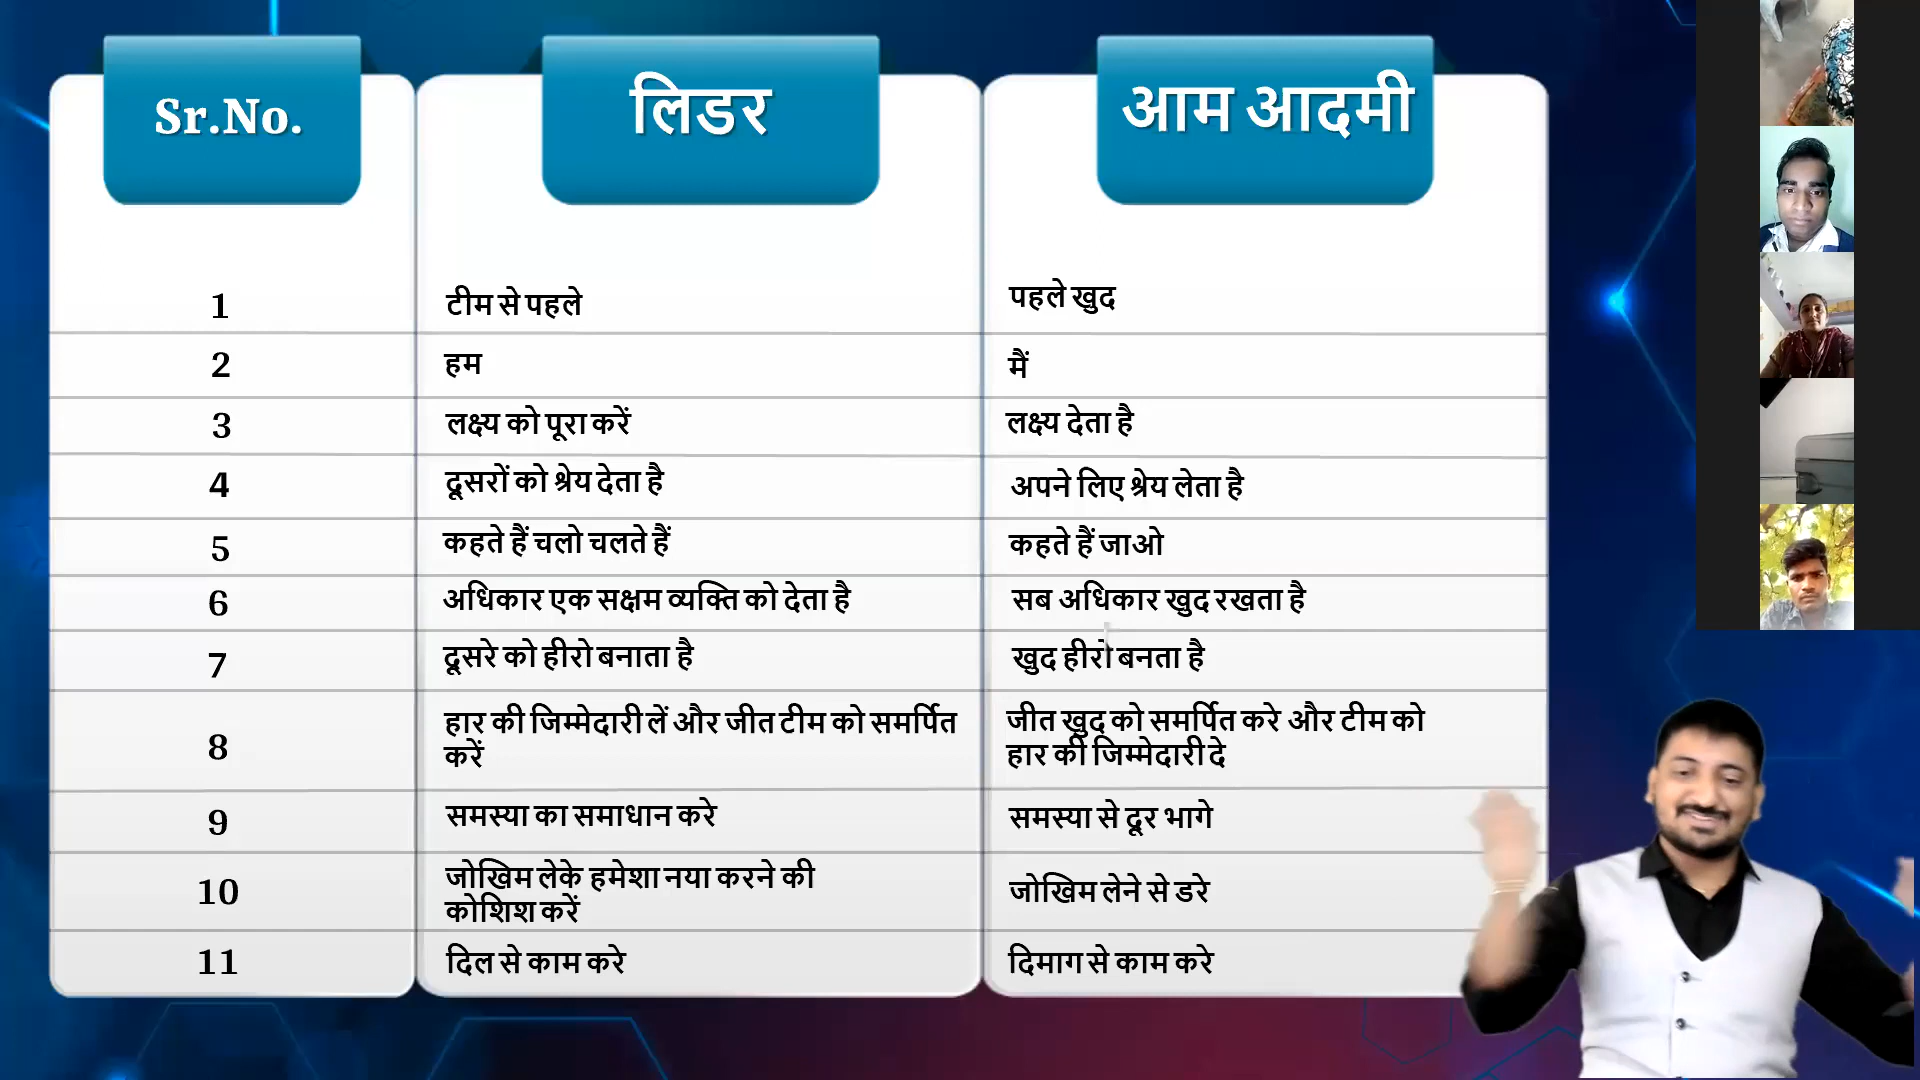 Sr.No. लिडर आम आदमी
1 टीम से पहले पहले खुद
2 हम मैं
3 लक्ष्य को पूरा करें लक्ष्य देता है
4 दूसरों को श्रेय देता है अपने लिए श्रेय लेता है
5 कहते हैं चलो चलते हैं कहते हैं जाओ
6 अधिकार एक सक्षम व्यक्ति को देता है सब अधिकार खुद रखता है
7 दूसरे को हीरो बनाता है खुद हीरो बनता है
8 हार की जिम्मेदारी लें और जीत टीम को समर्पित
करें
जीत खुद को समर्पित करे और टीम को
हार की जिम्मेदारी दे
9 समस्या का समाधान करे समस्या से दूर भागे
10 जोखिम लेके हमेशा नया करने की
कोशिश करें
जोखिम लेने से डरे
11 दिल से काम करे दिमाग से काम करे